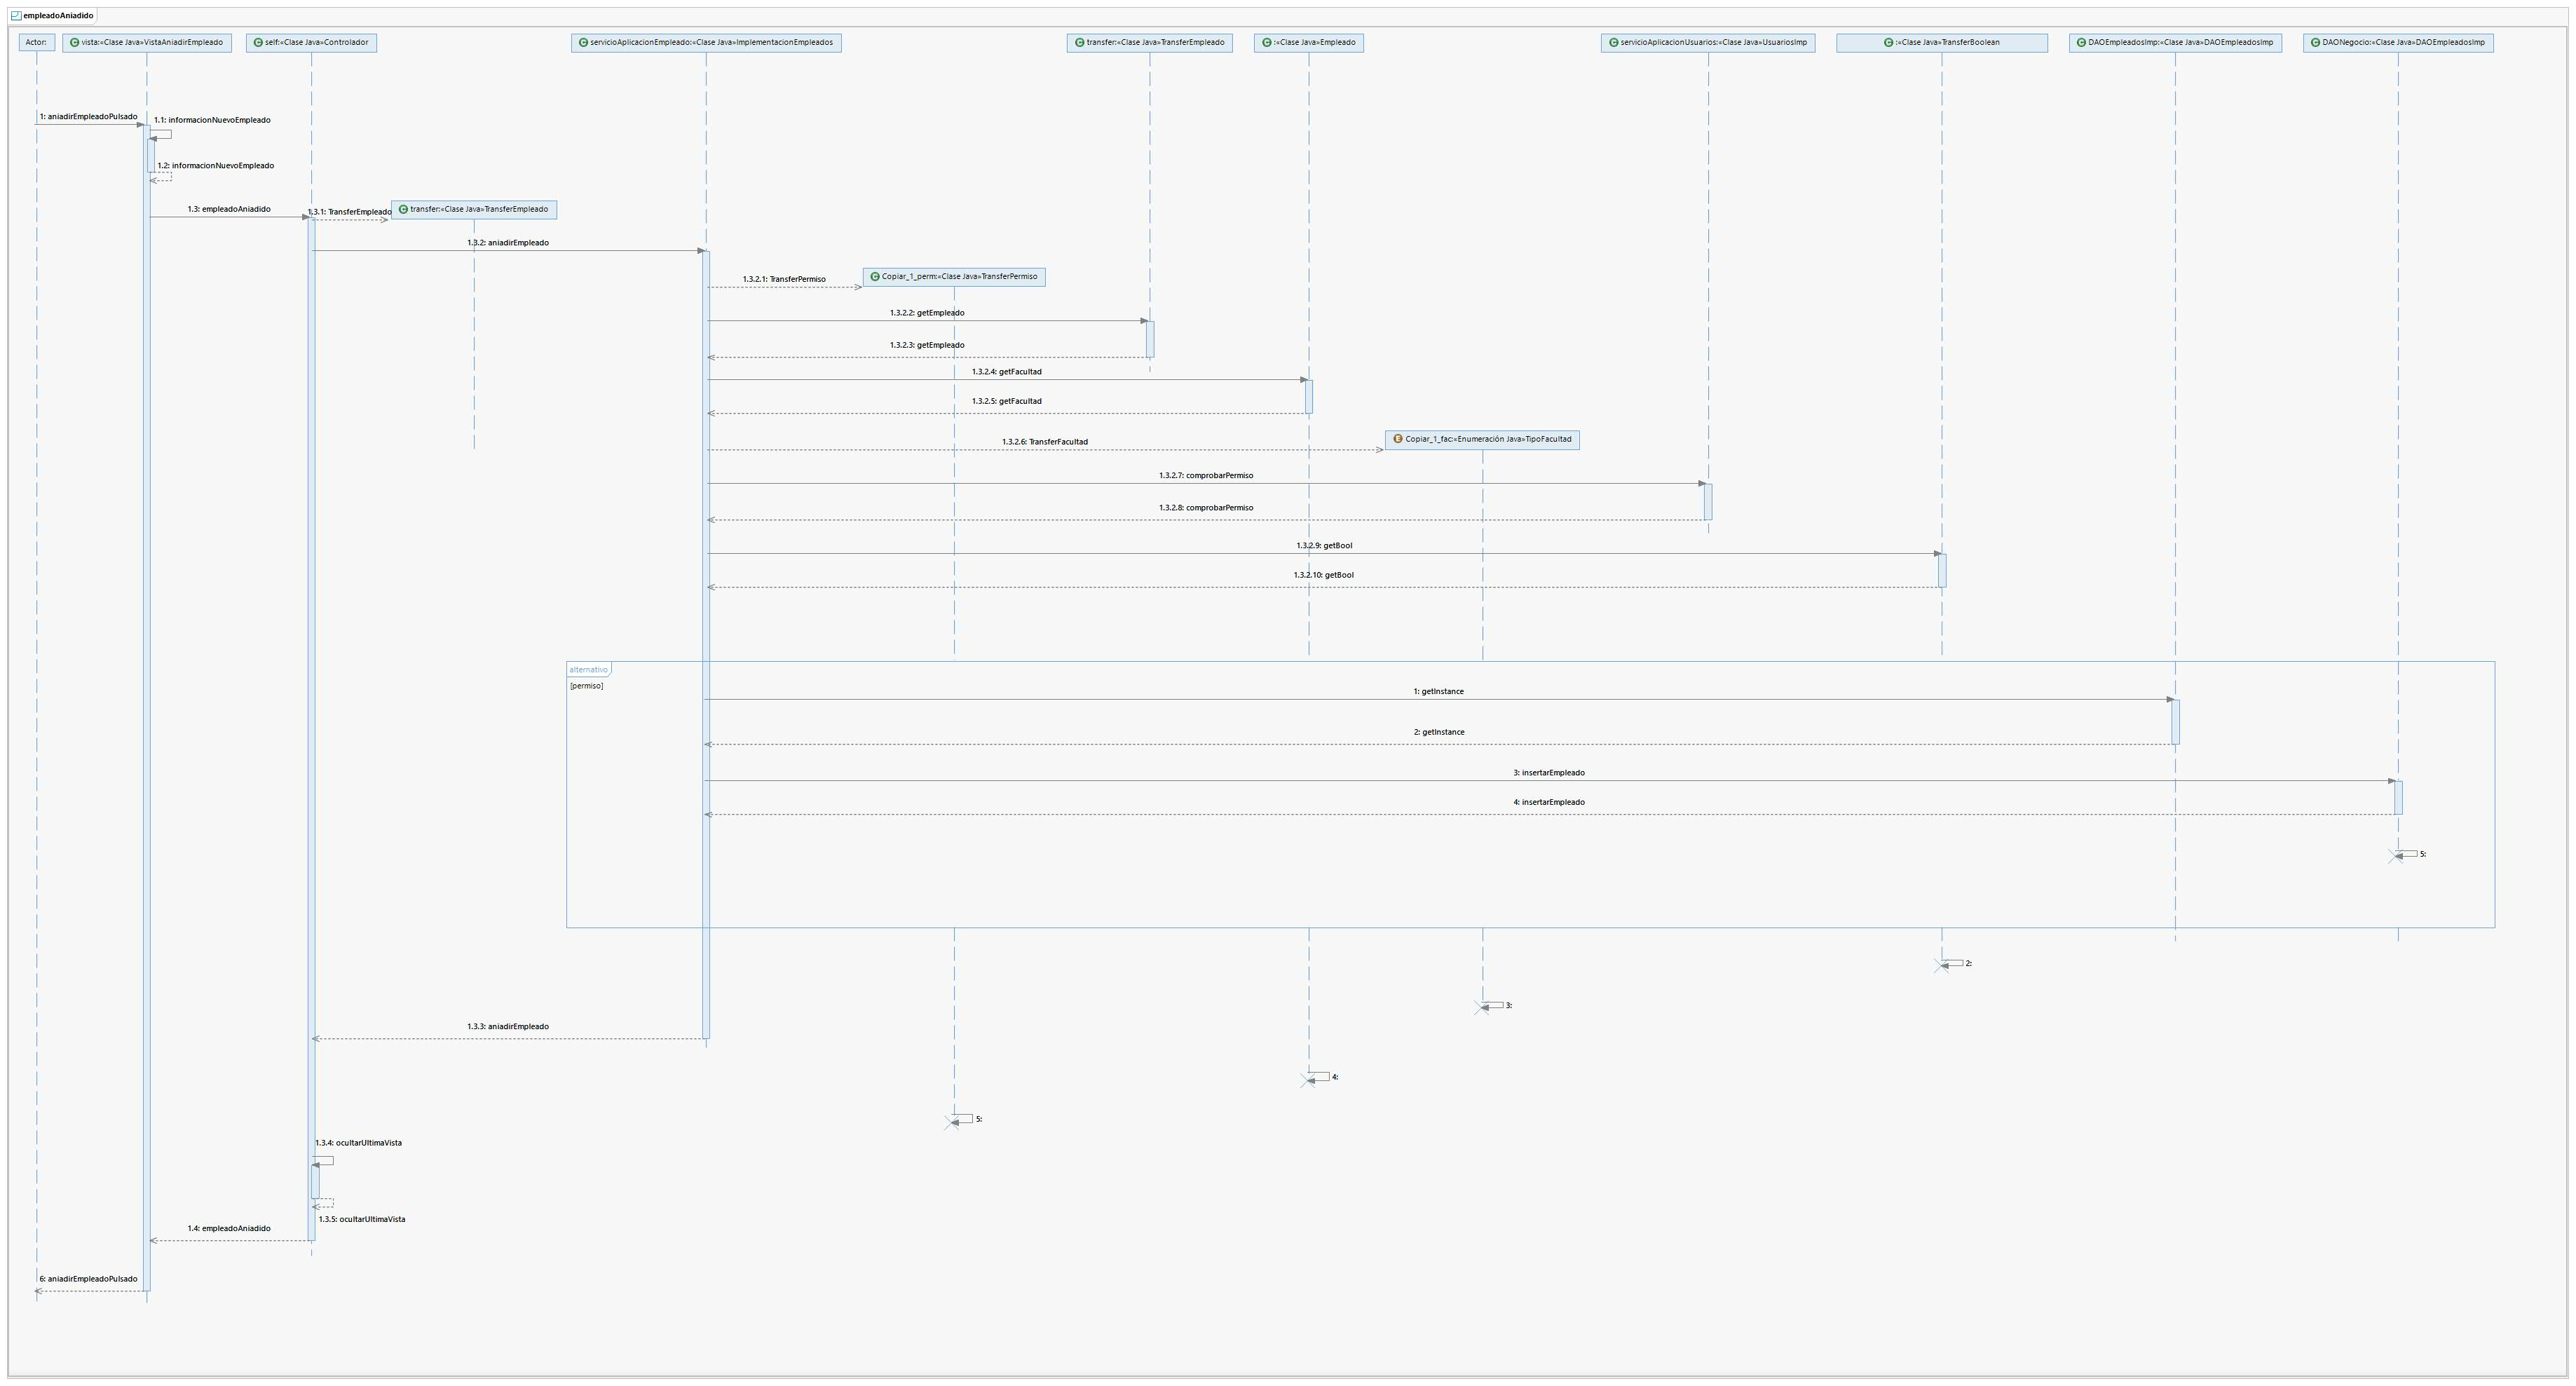 empleadoAniadido
Actor:
vista:«Clase Java»VistaAniadirEmpleado
self:«Clase Java»Controlador
servicioAplicacionEmpleado:«Clase Java»ImplementacionEmpleados
transfer:«Clase Java»TransferEmpleado
:«Clase Java»Empleado
servicioAplicacionUsuarios:«Clase Java»UsuariosImp
:«Clase Java»TransferBoolean
DAOEmpleadosImp:«Clase Java»DAOEmpleadosImp
DAONegocio:«Clase Java»DAOEmpleadosImp
1: aniadirEmpleadoPulsado
1.1: informacionNuevoEmpleado
1.2: informacionNuevoEmpleado
1.3: empleadoAniadido
1.3.1: TransferEmpleado
transfer:«Clase Java»TransferEmpleado
1.3.2: aniadirEmpleado
1.3.2.1: TransferPermiso
Copiar_1_perm:«Clase Java»TransferPermiso
1.3.2.2: getEmpleado
1.3.2.3: getEmpleado
1.3.2.4: getFacultad
1.3.2.5: getFacultad
1.3.2.6: TransferFacultad
Copiar_1_fac:«Enumeración Java»TipoFacultad
1.3.2.7: comprobarPermiso
1.3.2.8: comprobarPermiso
1.3.2.9: getBool
1.3.2.10: getBool
alternativo
[permiso]
1: getInstance
2: getInstance
3: insertarEmpleado
4: insertarEmpleado
5:
2:
3:
1.3.3: aniadirEmpleado
4:
5:
1.3.4: ocultarUltimaVista
1.3.5: ocultarUltimaVista
1.4: empleadoAniadido
6: aniadirEmpleadoPulsado